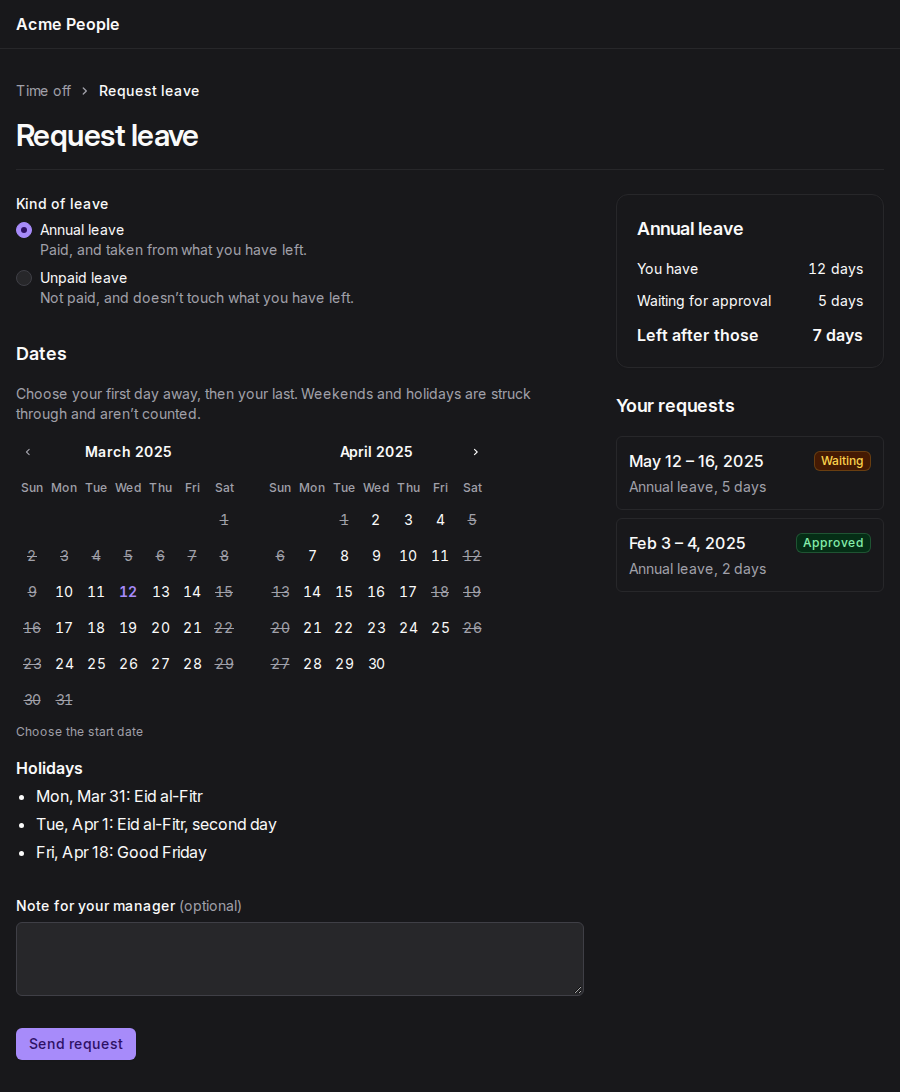 Acme People
Time off > Request leave
Request leave
Kind of leave
Annual leave
Paid, and taken from what you have left.
Unpaid leave
Not paid, and doesn’t touch what you have left.
Dates
Choose your first day away, then your last. Weekends and holidays are struck
through and aren’t counted.
March 2025
Sun Mon Tue Wed Thu Fri Sat
1
2 3 4 5 6 7 8
9 10 11 12 13 14 15
16 17 18 19 20 21 22
23 24 25 26 27 28 29
30 31
April 2025
Sun Mon Tue Wed Thu Fri Sat
1 2 3 4 5
6 7 8 9 10 11 12
13 14 15 16 17 18 19
20 21 22 23 24 25 26
27 28 29 30
Choose the start date
Holidays
• Mon, Mar 31: Eid al-Fitr
• Tue, Apr 1: Eid al-Fitr, second day
• Fri, Apr 18: Good Friday
Note for your manager (optional)
Send request
Annual leave
You have 12 days
Waiting for approval 5 days
Left after those 7 days
Your requests
May 12 – 16, 2025 Waiting
Annual leave, 5 days
Feb 3 – 4, 2025 Approved
Annual leave, 2 days